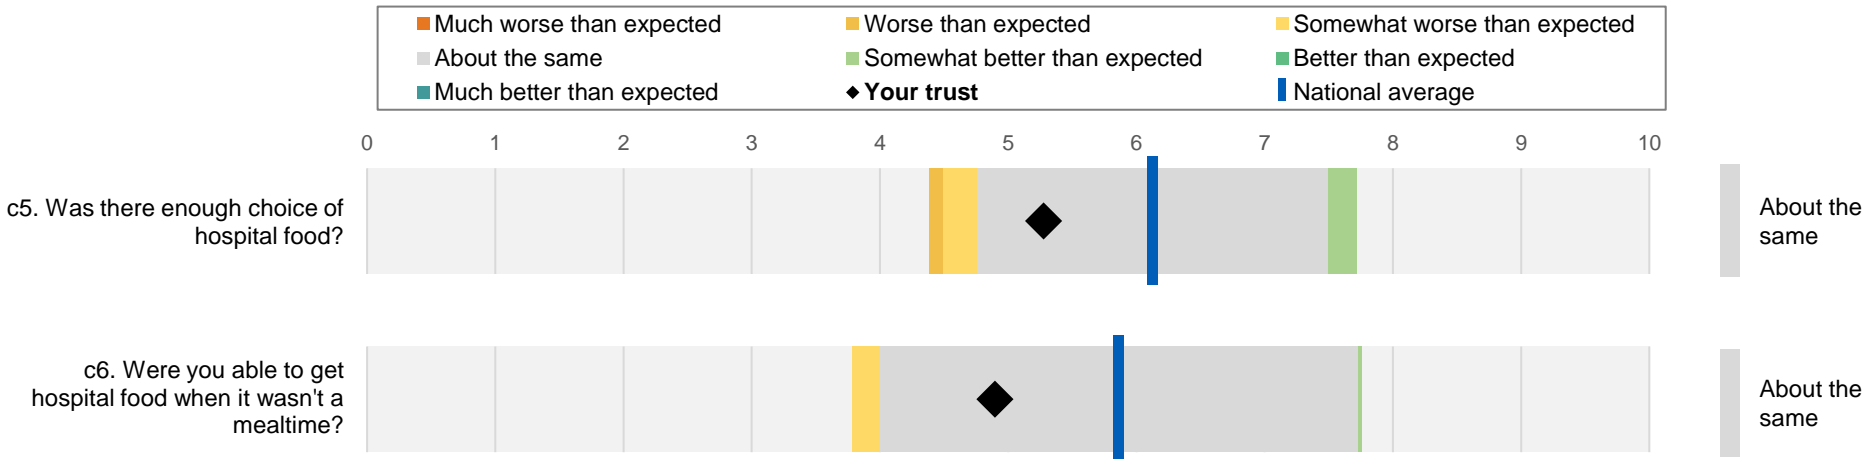 Much worse than expected
Worse than expected
Somewhat worse than expected
About the same
Somewhat better than expected
Better than expected
Much better than expected
Your trust
National average
0 1 2 3 4 5 6 7 8 9 10
c5. Was there enough choice of
hospital food?
About the
same
c6. Were you able to get
hospital food when it wasn't a
mealtime?
About the
same